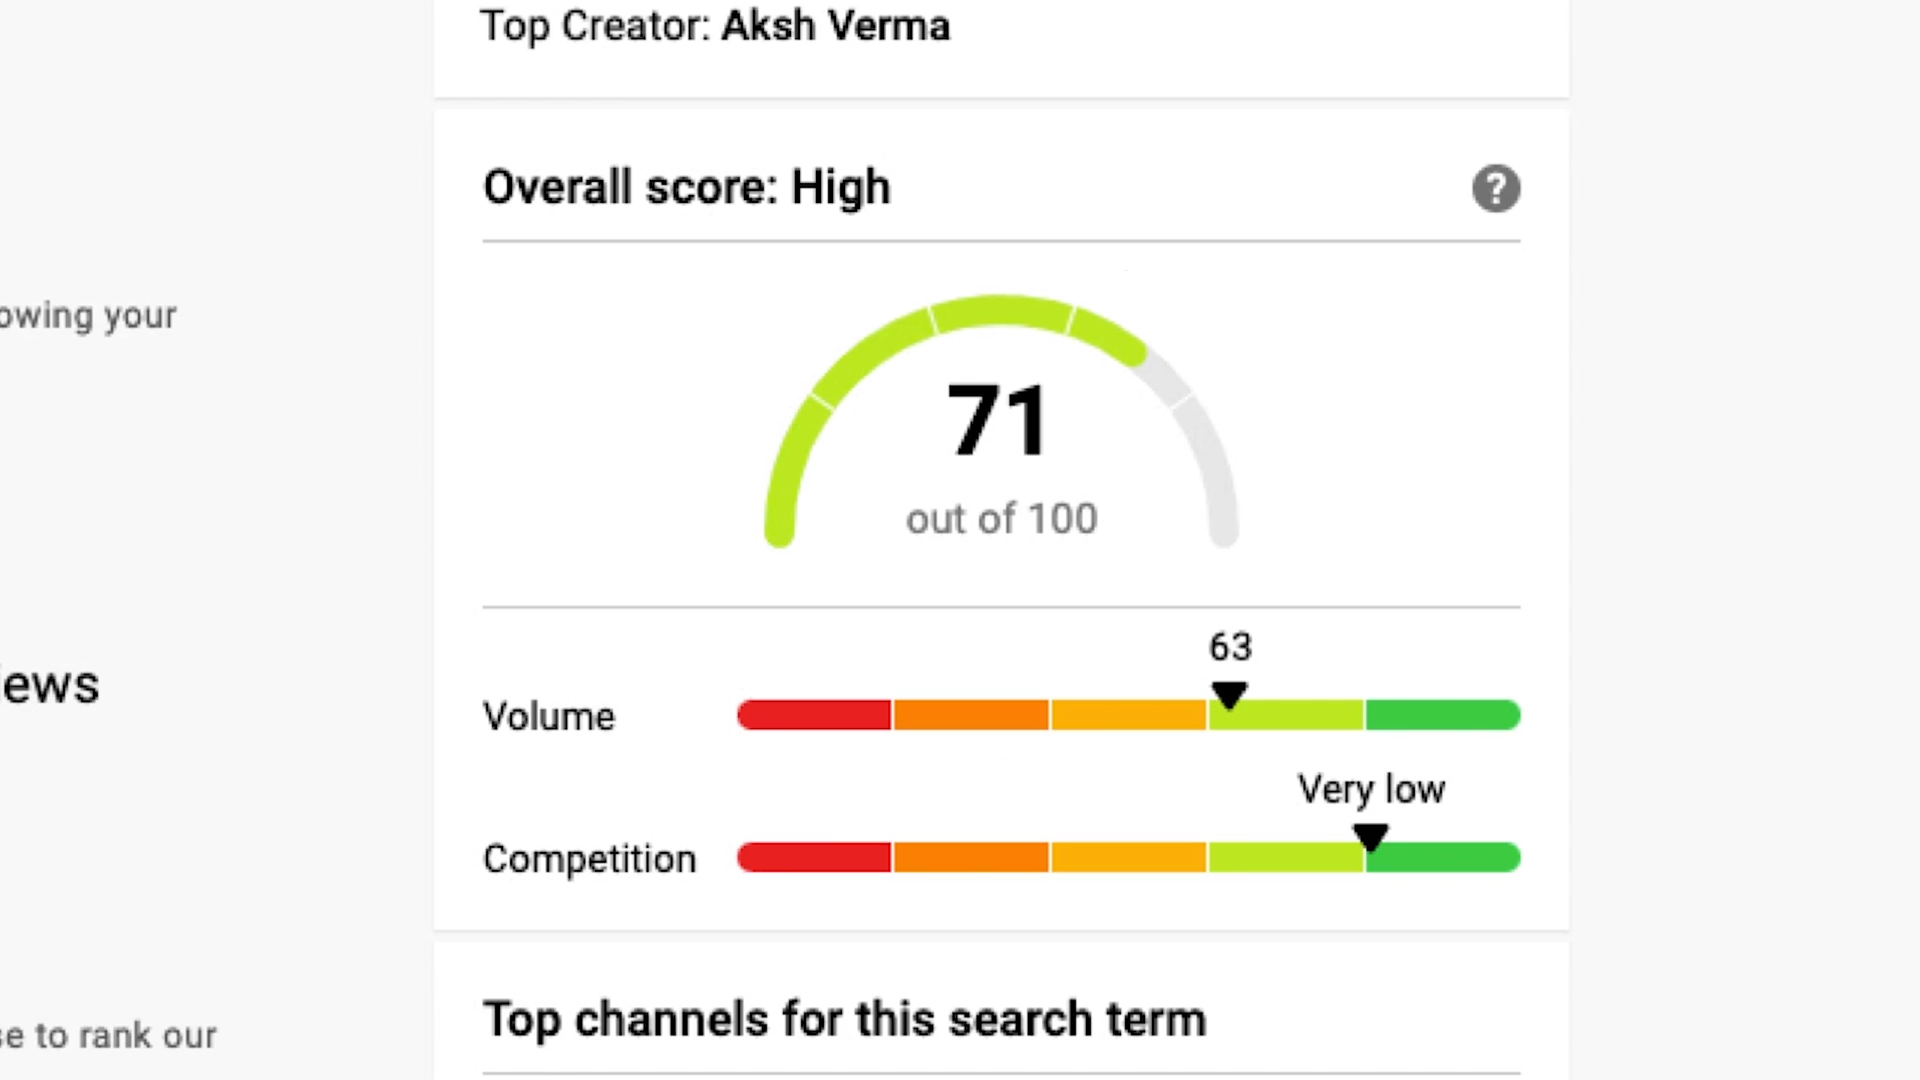 Top Creator: Aksh Verma
Overall score: High
?
owing your
71
out of 100
63
ews
Volume
Very low
Competition
Top channels for this search term
se to rank our